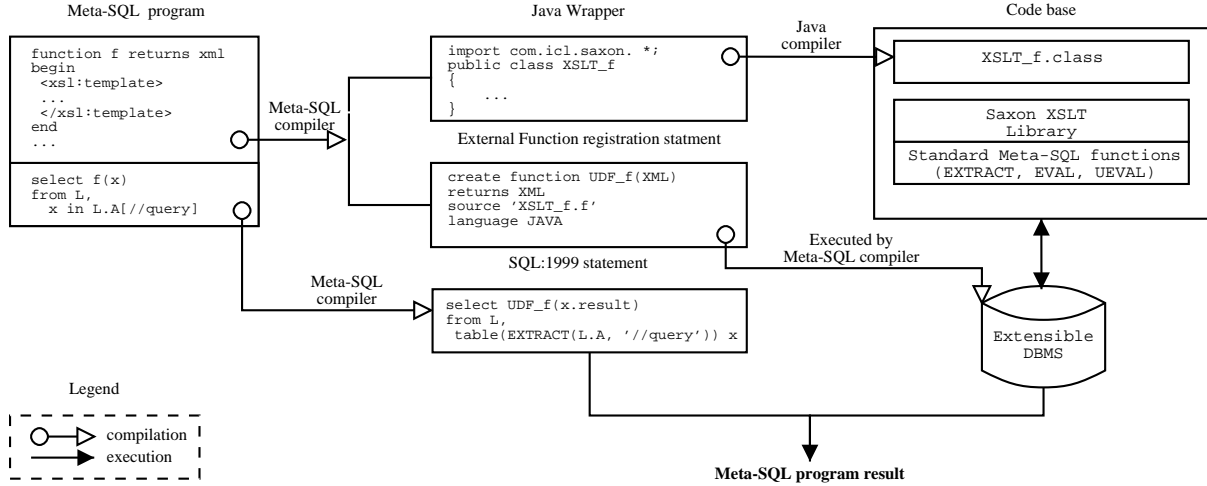 Meta-SQL program
function f returns xml
begin
<xsl:template>
...
</xsl:template>
end
...
select f(x)
from L,
x in L.A[//query]
Meta-SQL
compiler
Java Wrapper
import com.icl.saxon. *;
public class XSLT_f
{
...
}
External Function registration statment
create function UDF_f(XML)
returns XML
source ’XSLT_f.f’
language JAVA
SQL:1999 statement
Meta-SQL
compiler
select UDF_f(x.result)
from L,
table(EXTRACT(L.A, ’//query’)) x
Java
compiler
Code base
XSLT_f.class
Saxon XSLT
Library
Standard Meta-SQL functions
(EXTRACT, EVAL, UEVAL)
Executed by
Meta-SQL compiler
Extensible
DBMS
Legend
compilation
execution
Meta-SQL program result